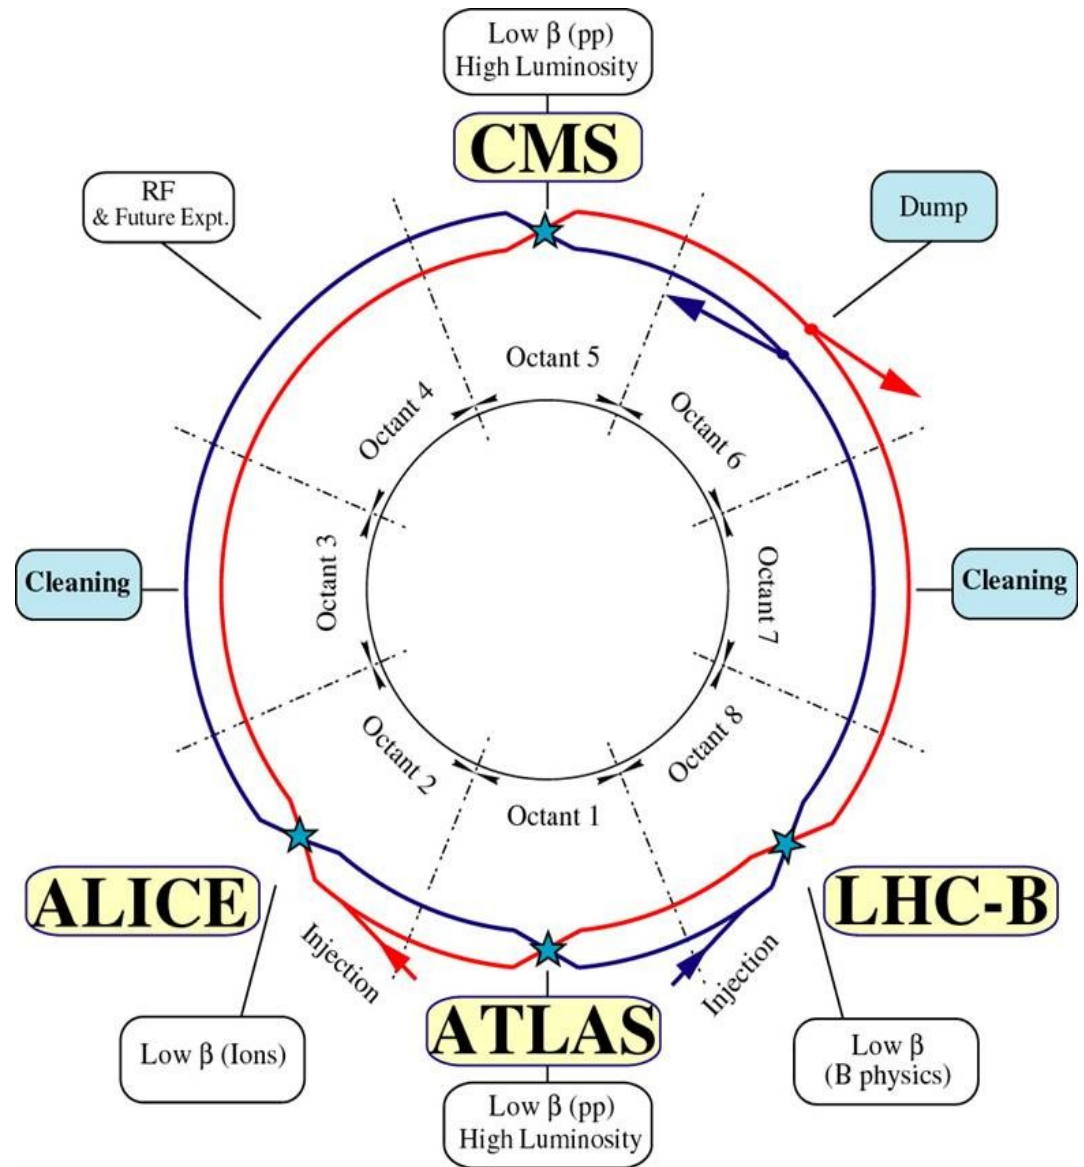 Low β (pp)
High Luminosity
CMS
RF
& Future Expt.
Dump
Octant 5
Octant 4
Octant 6
Cleaning
Octant 3
Octant 7
Cleaning
Octant 2
Octant 8
Octant 1
ALICE
LHC-B
Injection
Injection
ATLAS
Low β (Ions)
Low β
(B physics)
Low β (pp)
High Luminosity